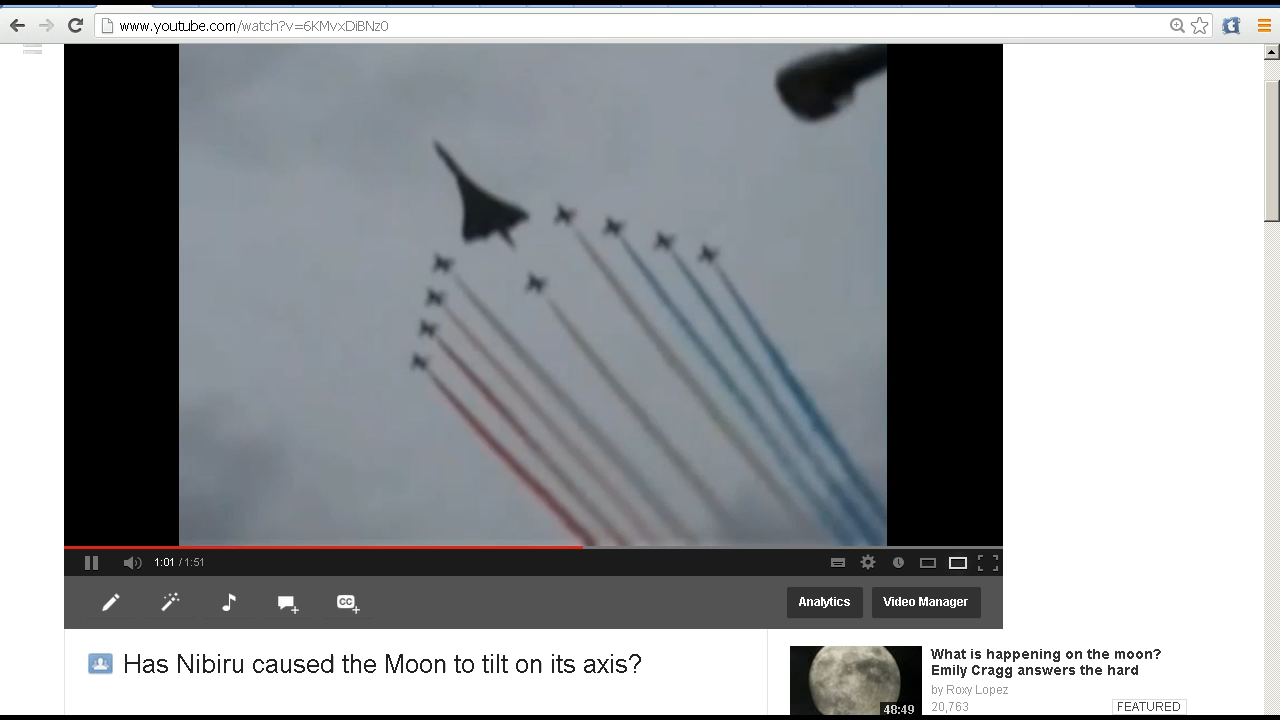 www.youtube.com/watch?v=6KMvxDiBNz0
1:01 / 1:51
CC
Analytics
Video Manager
Has Nibiru caused the Moon to tilt on its axis?
48:49
What is happening on the moon?
Emily Cragg answers the hard
by Roxy Lopez
20,763
FEATURED